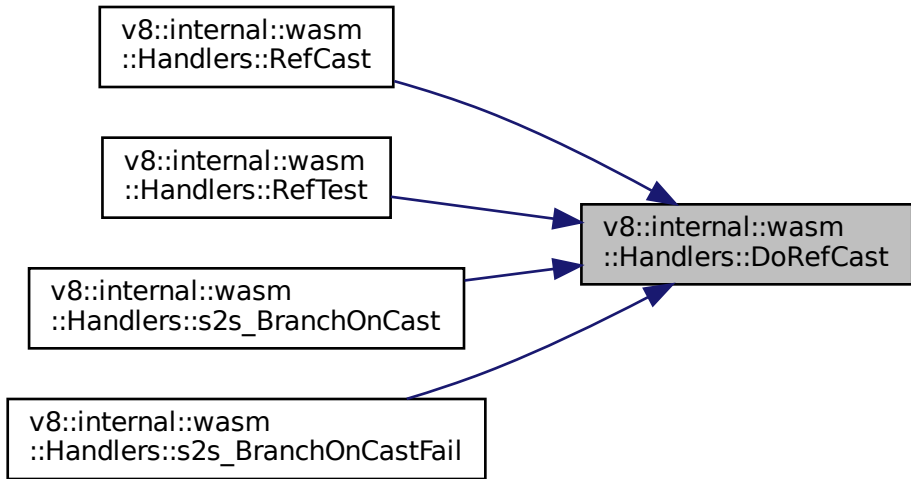 v8::internal::wasm
::Handlers::RefCast
v8::internal::wasm
::Handlers::RefTest
v8::internal::wasm
::Handlers::DoRefCast
v8::internal::wasm
::Handlers::s2s_BranchOnCast
v8::internal::wasm
::Handlers::s2s_BranchOnCastFail